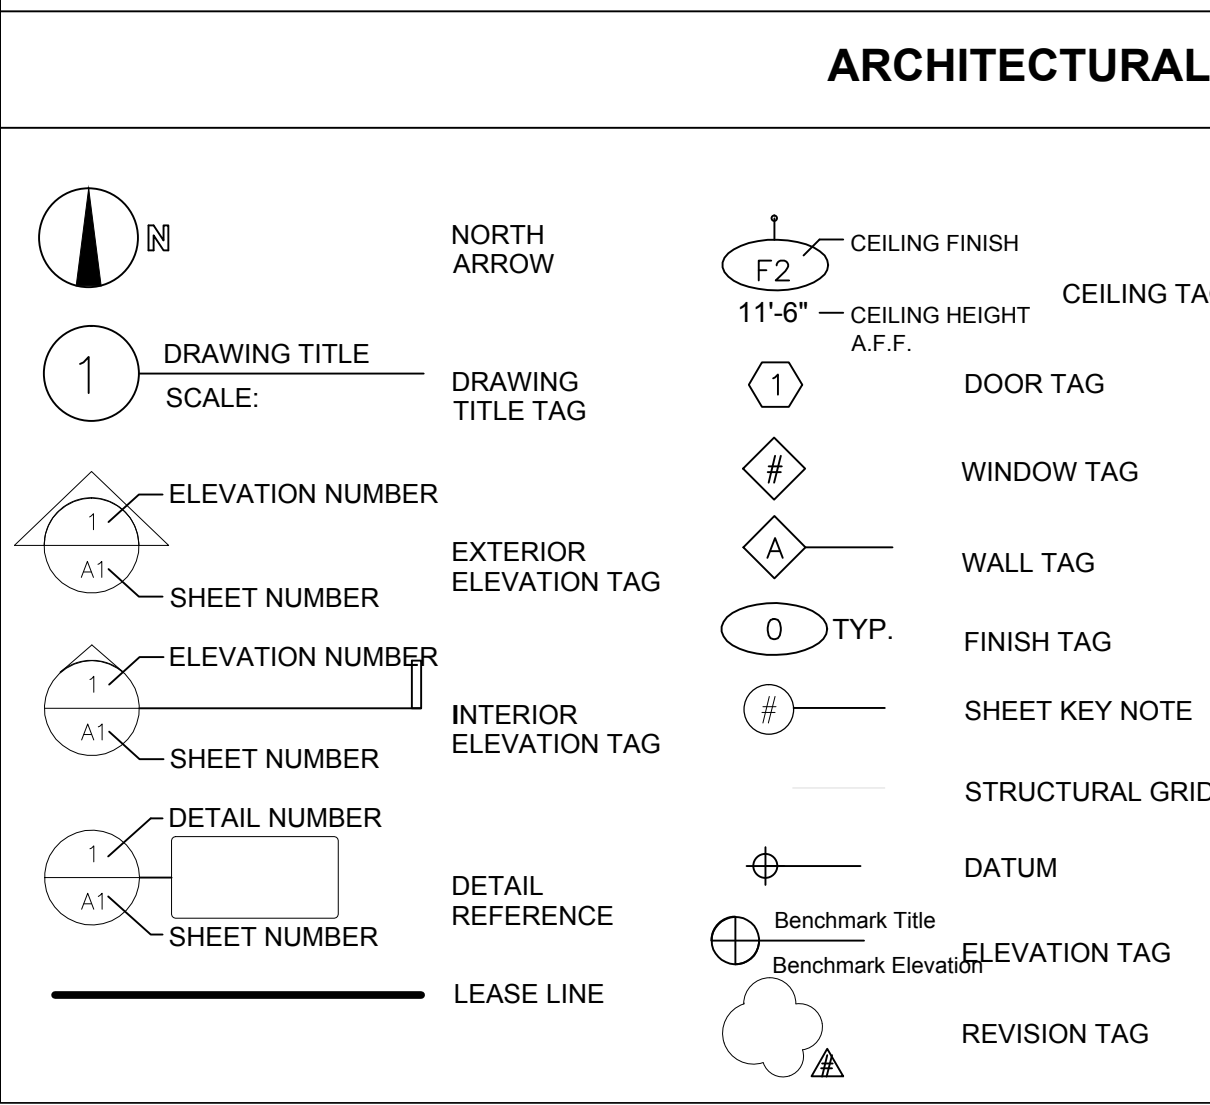 ARCHITECTURAL
N
NORTH
ARROW
1
DRAWING TITLE
SCALE:
DRAWING
TITLE TAG
ELEVATION NUMBER
1
A1
SHEET NUMBER
EXTERIOR
ELEVATION TAG
ELEVATION NUMBER
1
A1
SHEET NUMBER
INTERIOR
ELEVATION TAG
DETAIL NUMBER
1
A1
SHEET NUMBER
DETAIL
REFERENCE
LEASE LINE
CEILING FINISH
F2
11'-6"
CEILING HEIGHT
A.F.F.
CEILING TAG
1
DOOR TAG
#
WINDOW TAG
A
WALL TAG
0
TYP.
FINISH TAG
#
SHEET KEY NOTE
STRUCTURAL GRID
DATUM
Benchmark Title
Benchmark Elevation
ELEVATION TAG
#
REVISION TAG